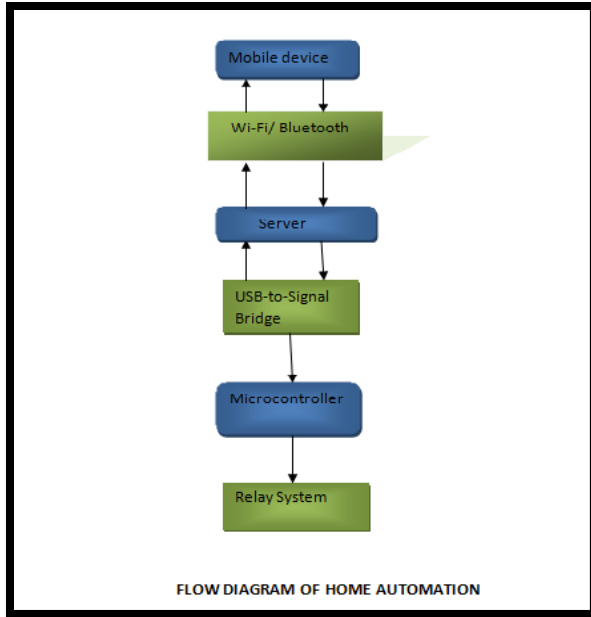 Mobile device
Wi-Fi/ Bluetooth
Server
USB-to-Signal
Bridge
Microcontroller
Relay System
FLOW DIAGRAM OF HOME AUTOMATION